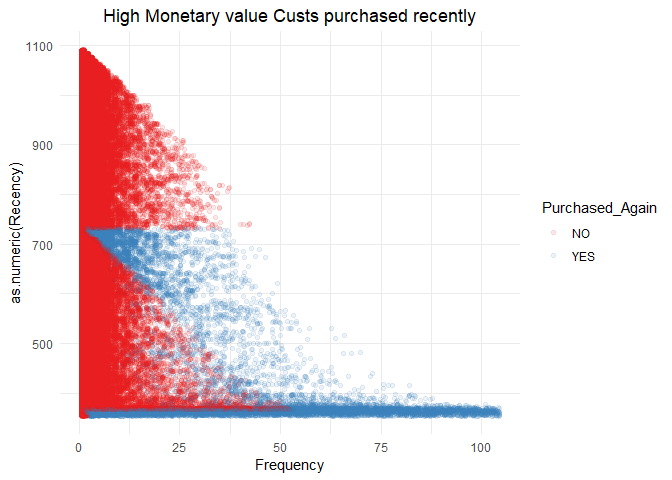 High Monetary value Custs purchased recently
1100
900
700
500
as.numeric(Recency)
0 25 50 75 100
Frequency
Purchased_Again
NO
YES